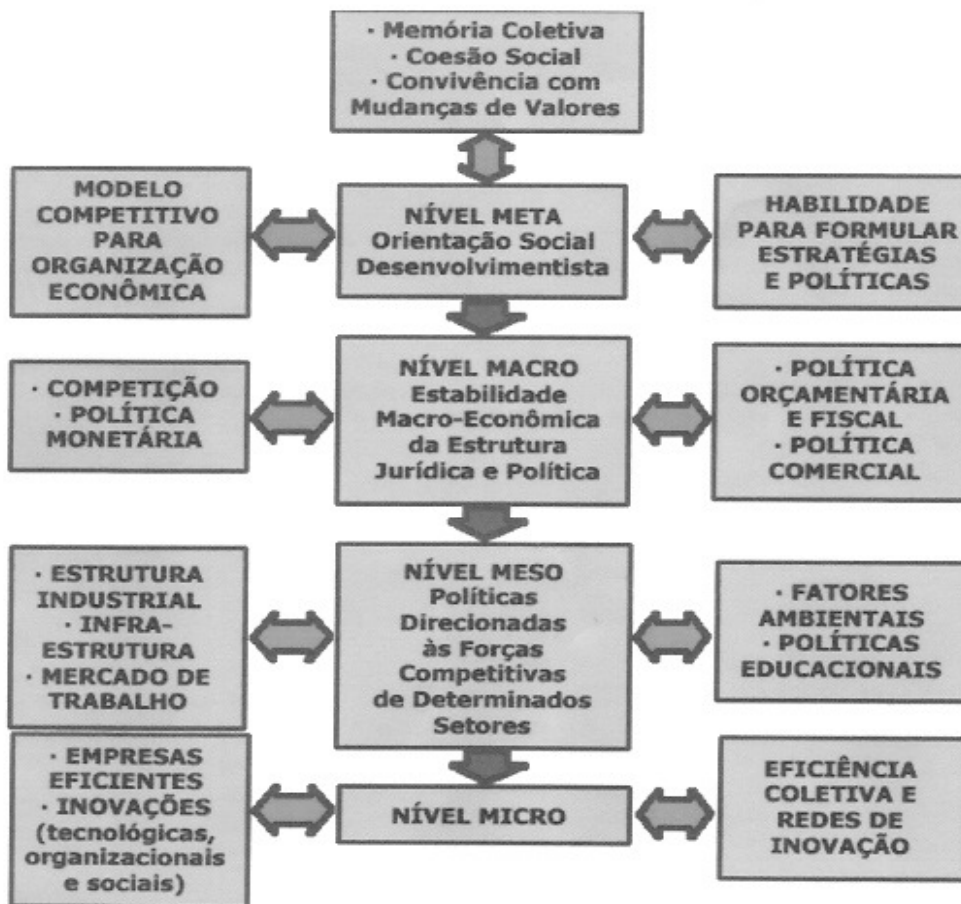 · Memória Coletiva
· Coesão Social
· Convivência com
Mudanças de Valores
MODELO
COMPETITIVO
PARA
ORGANIZAÇÃO
ECONÔMICA
NÍVEL META
Orientação Social
Desenvolvimentista
HABILIDADE
PARA FORMULAR
ESTRATÉGIAS
E POLÍTICAS
· COMPETIÇÃO
· POLÍTICA
MONETÁRIA
NÍVEL MACRO
Estabilidade
Macro-Econômica
da Estrutura
Jurídica e Política
· POLÍTICA
ORÇAMENTÁRIA
E FISCAL
· POLÍTICA
COMERCIAL
· ESTRUTURA
INDUSTRIAL
· INFRA-
ESTRUTURA
· MERCADO DE
TRABALHO
NÍVEL MESO
Políticas
Direcionadas
às Forças
Competitivas
de Determinados
Setores
· FATORES
AMBIENTAIS
· POLÍTICAS
EDUCACIONAIS
· EMPRESAS
EFICIENTES
· INOVAÇÕES
(tecnológicas,
organizacionais
e sociais)
NÍVEL MICRO
EFICIÊNCIA
COLETIVA E
REDES DE
INOVAÇÃO